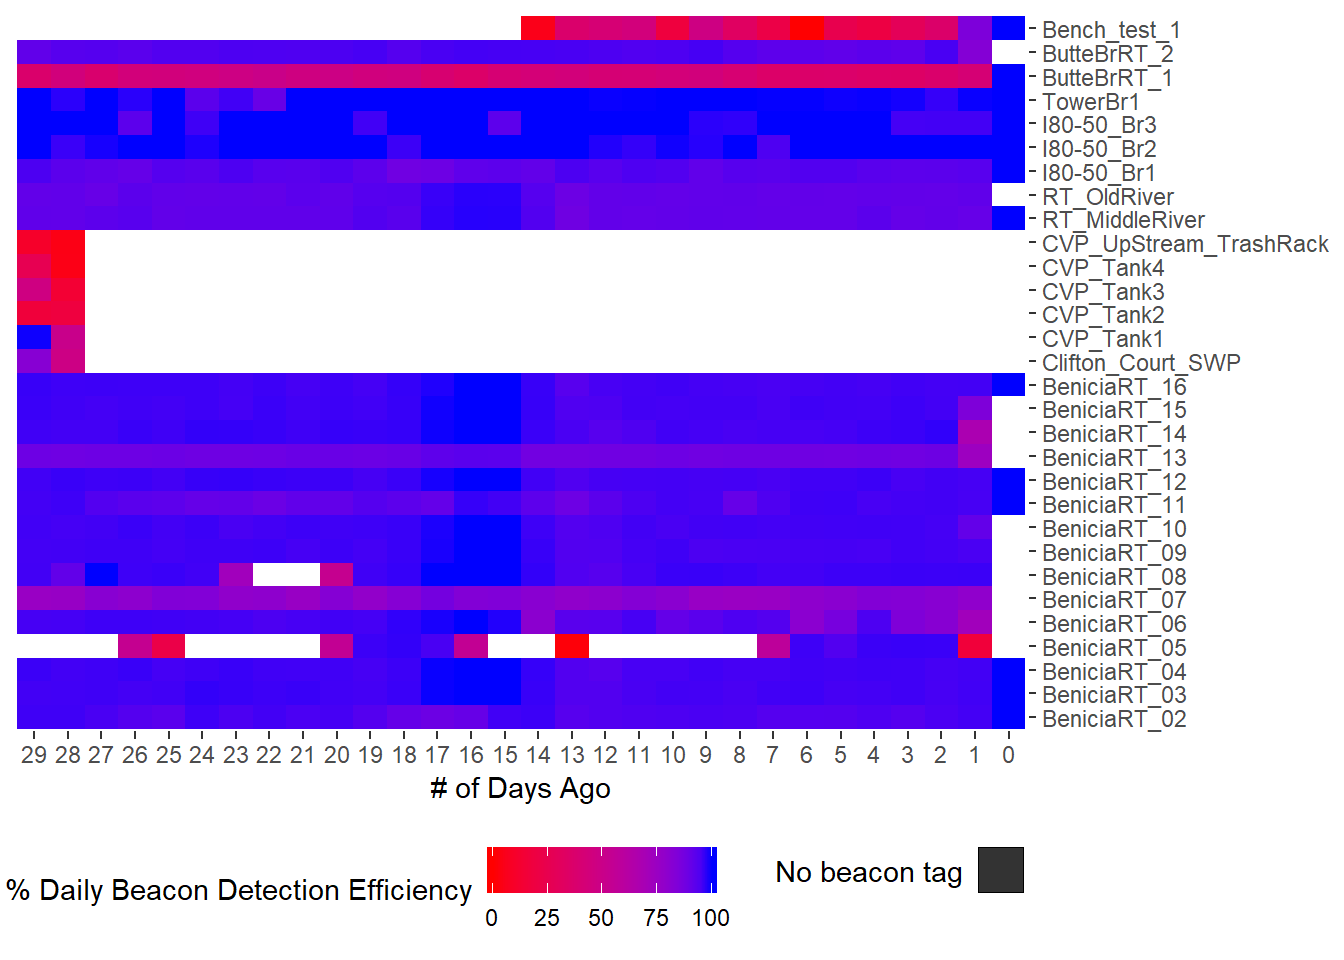 Bench_test_1
ButteBrRT_2
ButteBrRT_1
TowerBr1
I80-50_Br3
I80-50_Br2
I80-50_Br1
RT_OldRiver
RT_MiddleRiver
CVP_UpStream_TrashRack
CVP_Tank4
CVP_Tank3
CVP_Tank2
CVP_Tank1
Clifton_Court_SWP
BeniciaRT_16
BeniciaRT_15
BeniciaRT_14
BeniciaRT_13
BeniciaRT_12
BeniciaRT_11
BeniciaRT_10
BeniciaRT_09
BeniciaRT_08
BeniciaRT_07
BeniciaRT_06
BeniciaRT_05
BeniciaRT_04
BeniciaRT_03
BeniciaRT_02
29 28 27 26 25 24 23 22 21 20 19 18 17 16 15 14 13 12 11 10 9 8 7 6 5 4 3 2 1 0
# of Days Ago
% Daily Beacon Detection Efficiency
0 25 50 75 100
No beacon tag